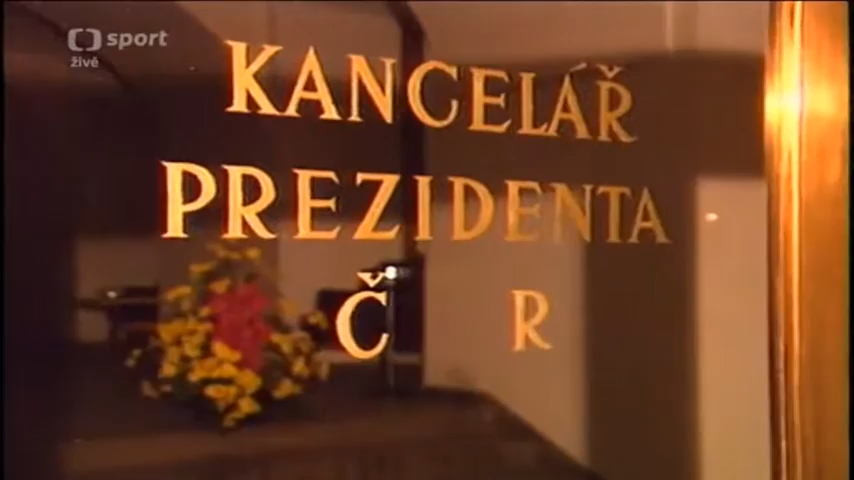 sport
živě
KANCELÁŘ
PREZIDENTA
Č R